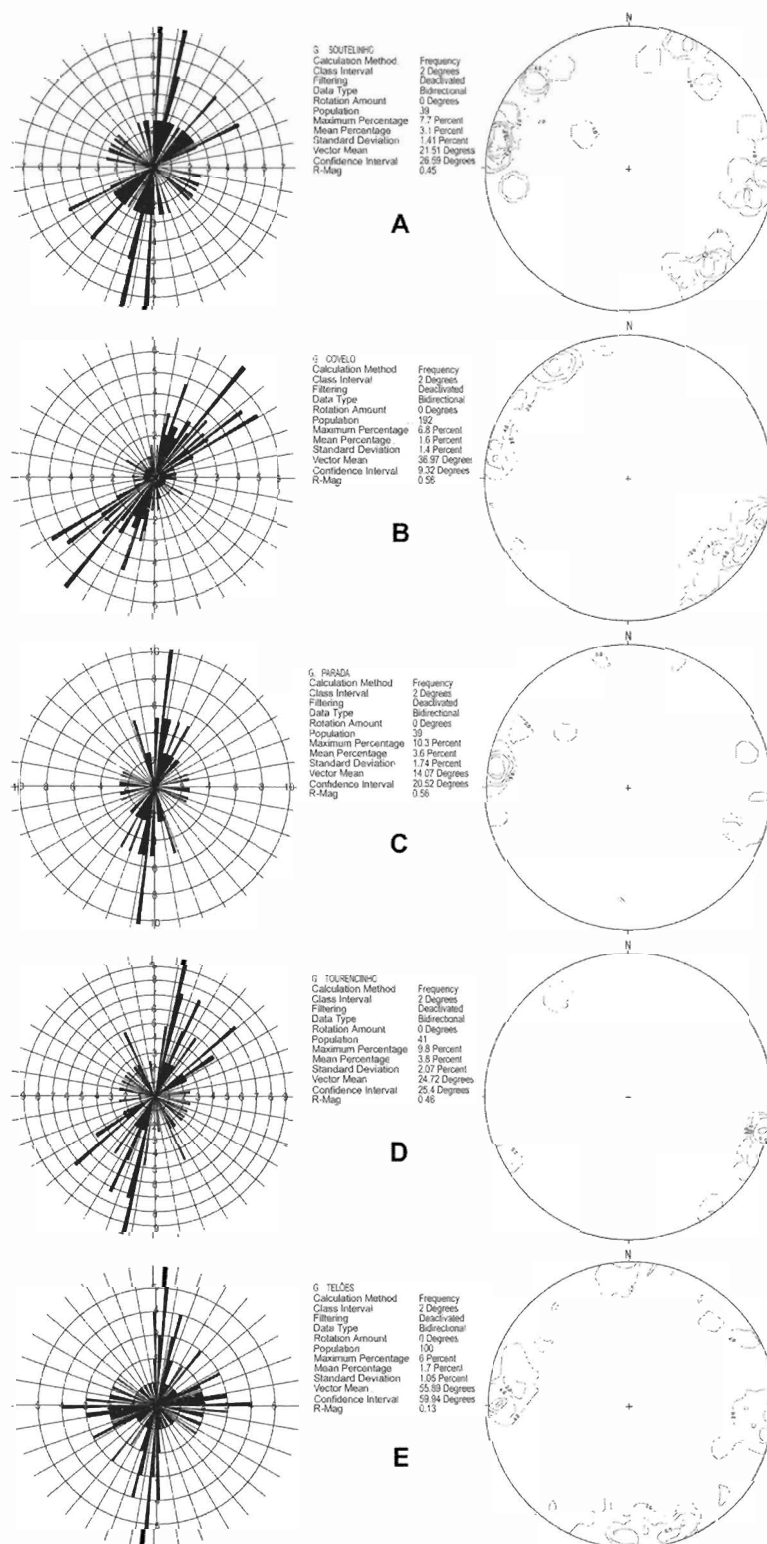 N
G. SOUTELINHO
Calculation Method Frequency
Class Interval 2 Degrees
Filtering Deactivated
Data Type Bidirectional
Rotation Amount 0 Degrees
Population 39
Maximum Percentage 7.7 Percent
Mean Percentage 3.1 Percent
Standard Deviation 1.41 Percent
Vector Mean 21.51 Degrees
Confidence Interval 26.59 Degrees
R-Mag 0.45
A
N
G. COVELO
Calculation Method Frequency
Class Interval 2 Degrees
Filtering Deactivated
Data Type Bidirectional
Rotation Amount 0 Degrees
Population 192
Maximum Percentage 6.8 Percent
Mean Percentage 1.6 Percent
Standard Deviation 1.4 Percent
Vector Mean 36.97 Degrees
Confidence Interval 9.32 Degrees
R-Mag 0.58
B
N
G. PARADA
Calculation Method Frequency
Class Interval 2 Degrees
Filtering Deactivated
Data Type Bidirectional
Rotation Amount 0 Degrees
Population 39
Maximum Percentage 10.3 Percent
Mean Percentage 3.6 Percent
Standard Deviation 1.74 Percent
Vector Mean 14.07 Degrees
Confidence Interval 20.52 Degrees
R-Mag 0.56
C
N
G. TOURENCINHO
Calculation Method Frequency
Class Interval 2 Degrees
Filtering Deactivated
Data Type Bidirectional
Rotation Amount 0 Degrees
Population 41
Maximum Percentage 9.8 Percent
Mean Percentage 3.8 Percent
Standard Deviation 2.07 Percent
Vector Mean 24.72 Degrees
Confidence Interval 25.4 Degrees
R-Mag 0.46
D
N
G. TELÕES
Calculation Method Frequency
Class Interval 2 Degrees
Filtering Deactivated
Data Type Bidirectional
Rotation Amount 0 Degrees
Population 100
Maximum Percentage 6 Percent
Mean Percentage 1.7 Percent
Standard Deviation 1.05 Percent
Vector Mean 55.89 Degrees
Confidence Interval 59.94 Degrees
R-Mag 0.13
E